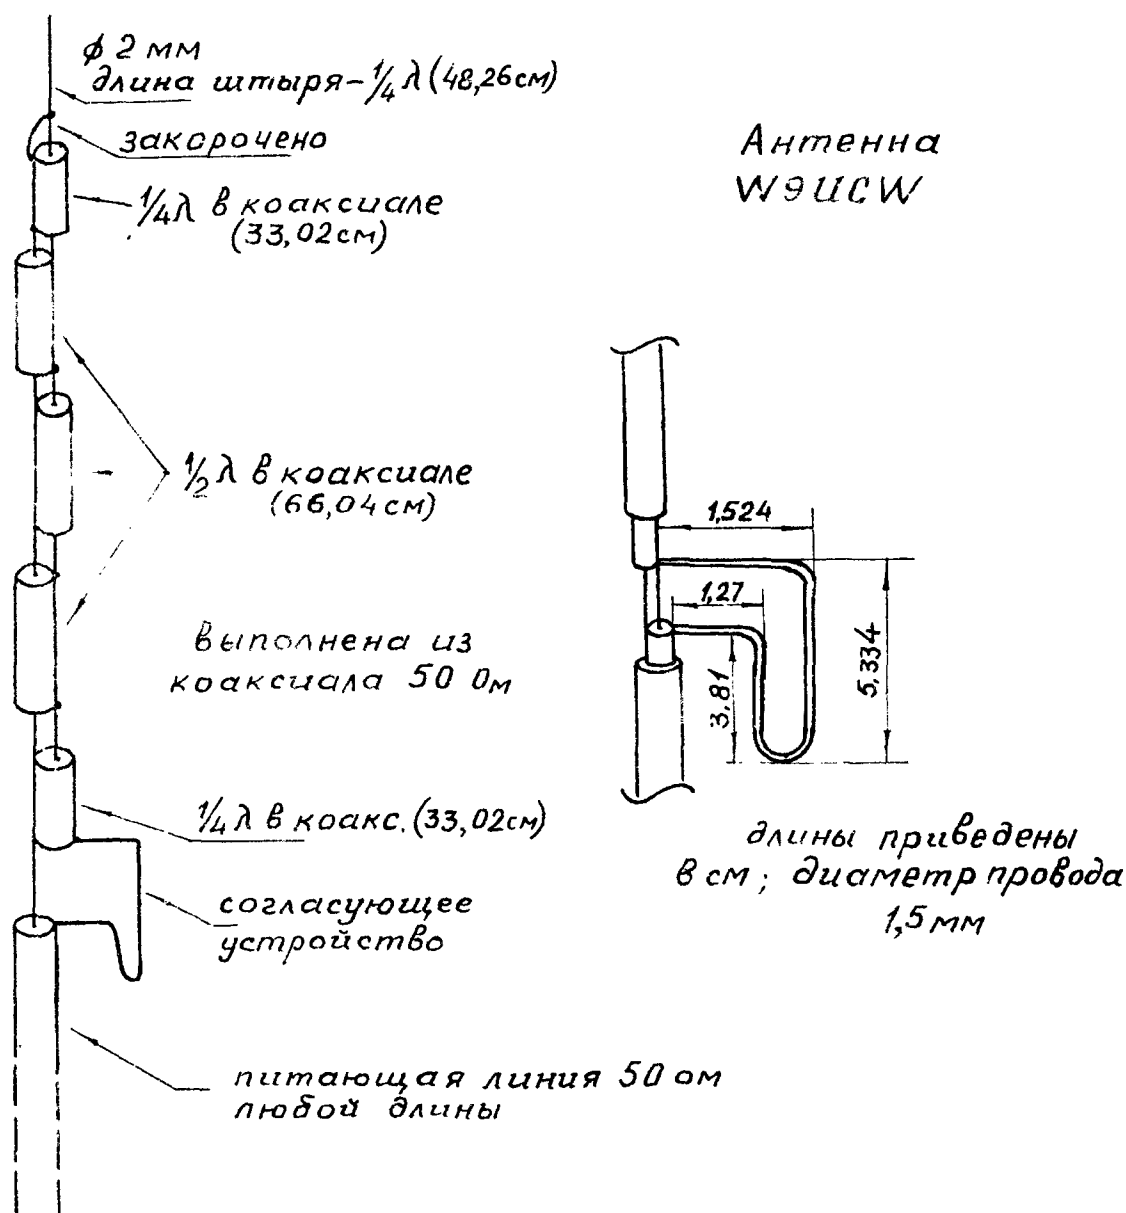 ϕ 2 мм
длина штыря - 1/4 λ (48,26 см)
закорочено
Антенна
W9UCW
1/4 λ в коаксиале
(33,02 см)
1/2 λ в коаксиале
(66,04 см)
1,524
1,27
3,81
5,334
выполнена из
коаксиала 50 Ом
1/4 λ в коакс. (33,02 см)
длины приведены
в см; диаметр провода
1,5 мм
согласующее
устройство
питающая линия 50 ом
любой длины